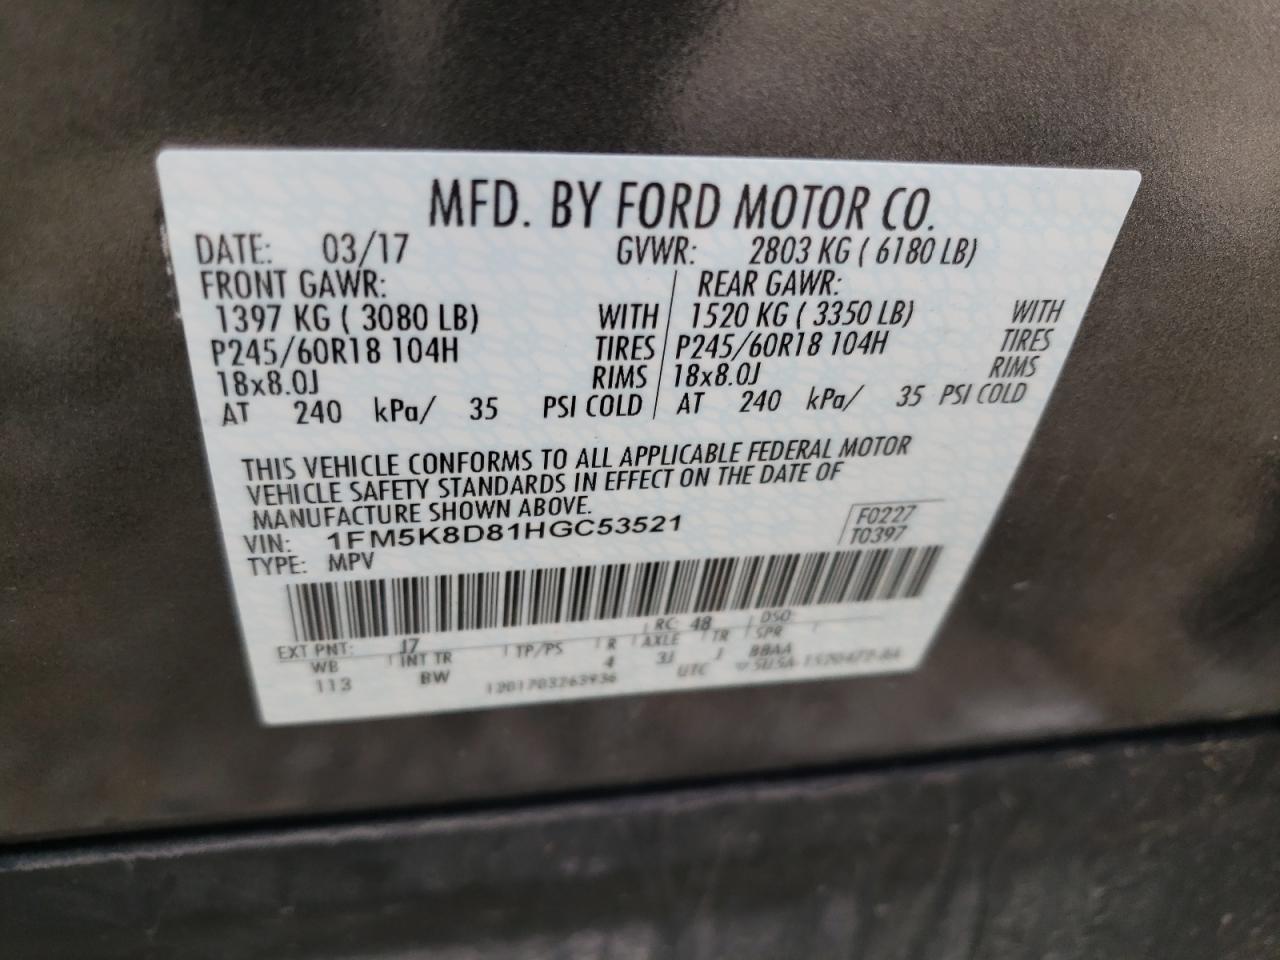 MFD. BY FORD MOTOR CO.
DATE: 03/17 GVWR: 2803 KG ( 6180 LB)
FRONT GAWR: REAR GAWR:
1397 KG ( 3080 LB) WITH 1520 KG ( 3350 LB) WITH
P245/60R18 104H TIRES P245/60R18 104H TIRES
18x8.0J RIMS 18x8.0J RIMS
AT 240 kPa/ 35 PSI COLD AT 240 kPa/ 35 PSI COLD
THIS VEHICLE CONFORMS TO ALL APPLICABLE FEDERAL MOTOR
VEHICLE SAFETY STANDARDS IN EFFECT ON THE DATE OF
MANUFACTURE SHOWN ABOVE.
VIN: 1FM5K8D81HGC53521 F0227
TYPE: MPV T0397
EXT PNT: J7 RC: 48 DSO:
WB INT TR TP/PS R AXLE TR SPR
113 BW 4 3J J BBAA
1201703263936 UTC